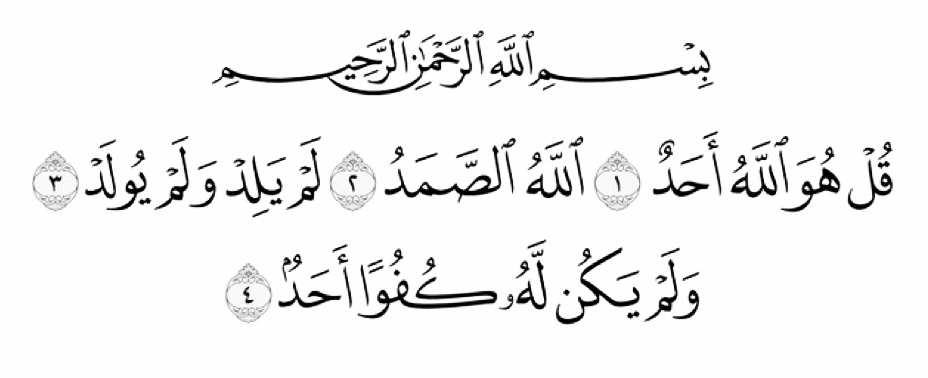 بِسْمِ ٱللَّهِ ٱلرَّحْمَٰنِ ٱلرَّحِيمِ
قُلْ هُوَ ٱللَّهُ أَحَدٌ ١ ٱللَّهُ ٱلصَّمَدُ ٢ لَمْ يَلِدْ وَلَمْ يُولَدْ ٣
وَلَمْ يَكُن لَّهُۥ كُفُوًا أَحَدٌۢ ٤